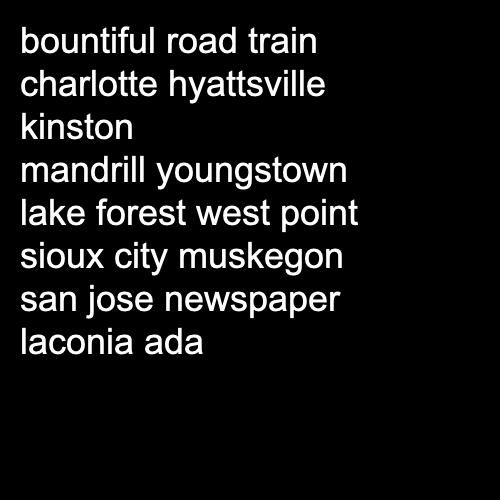 bountiful road train
charlotte hyattsville
kinston
mandrill youngstown
lake forest west point
sioux city muskegon
san jose newspaper
laconia ada